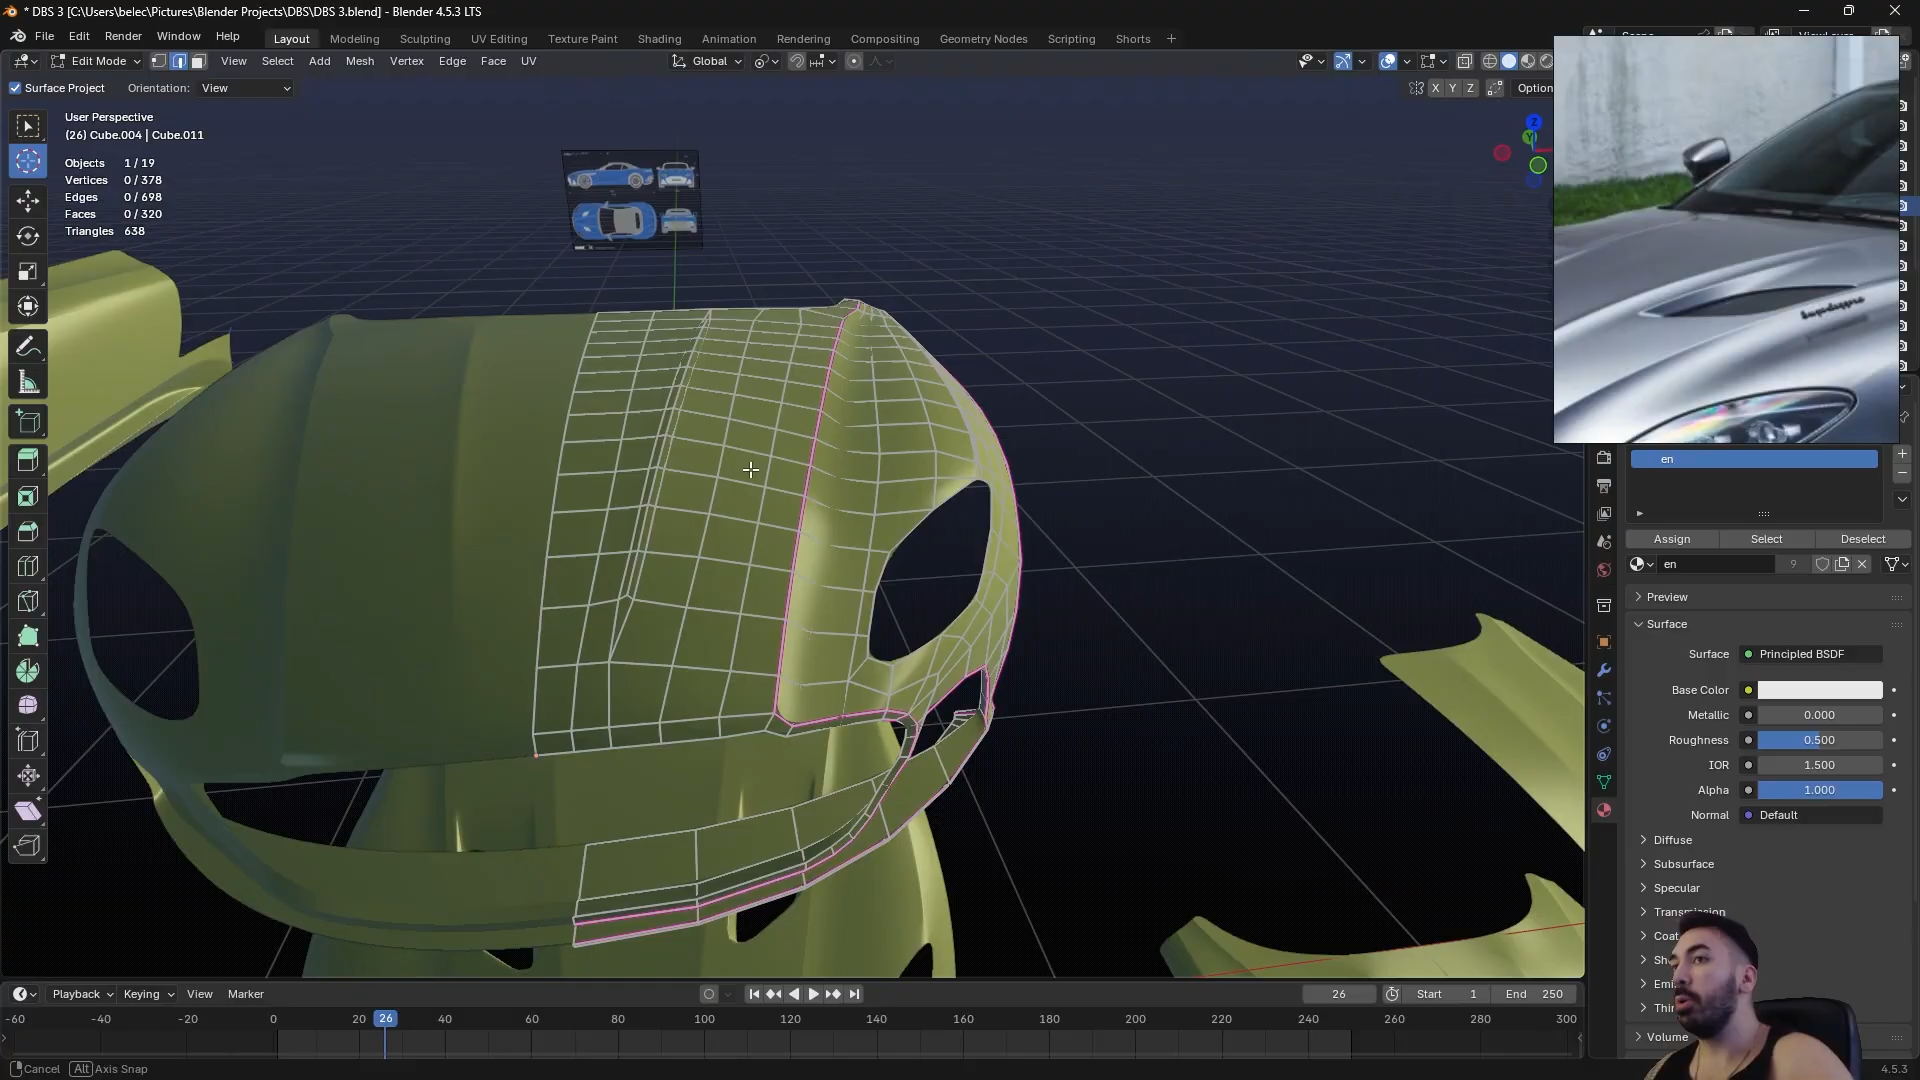 * DBS 3 [C:\Users\belec\Pictures\Blender Projects\DBS\DBS 3.blend] - Blender 4.5.3 LTS
File Edit Render Window Help Layout Modeling Sculpting UV Editing Texture Paint Shading Animation Rendering Compositing Geometry Nodes Scripting Shorts +
Edit Mode View Select Add Mesh Vertex Edge Face UV Global
Surface Project Orientation: View X Y Z Option
User Perspective
(26) Cube.004 | Cube.011
Objects 1 / 19
Vertices 0 / 378
Edges 0 / 698
Faces 0 / 320
Triangles 638
Z
Y
en
Assign Select Deselect
en 9
Preview
Surface
Surface Principled BSDF
Base Color
Metallic 0.000
Roughness 0.500
IOR 1.500
Alpha 1.000
Normal Default
Diffuse
Subsurface
Specular
Transmission
Coat
Emi
Volume
Playback Keying View Marker 26 Start 1 End 250
-60 -40 -20 0 20 26 40 60 80 100 120 140 160 180 200 220 240 260 280 300
Cancel Alt Axis Snap 4.5.3